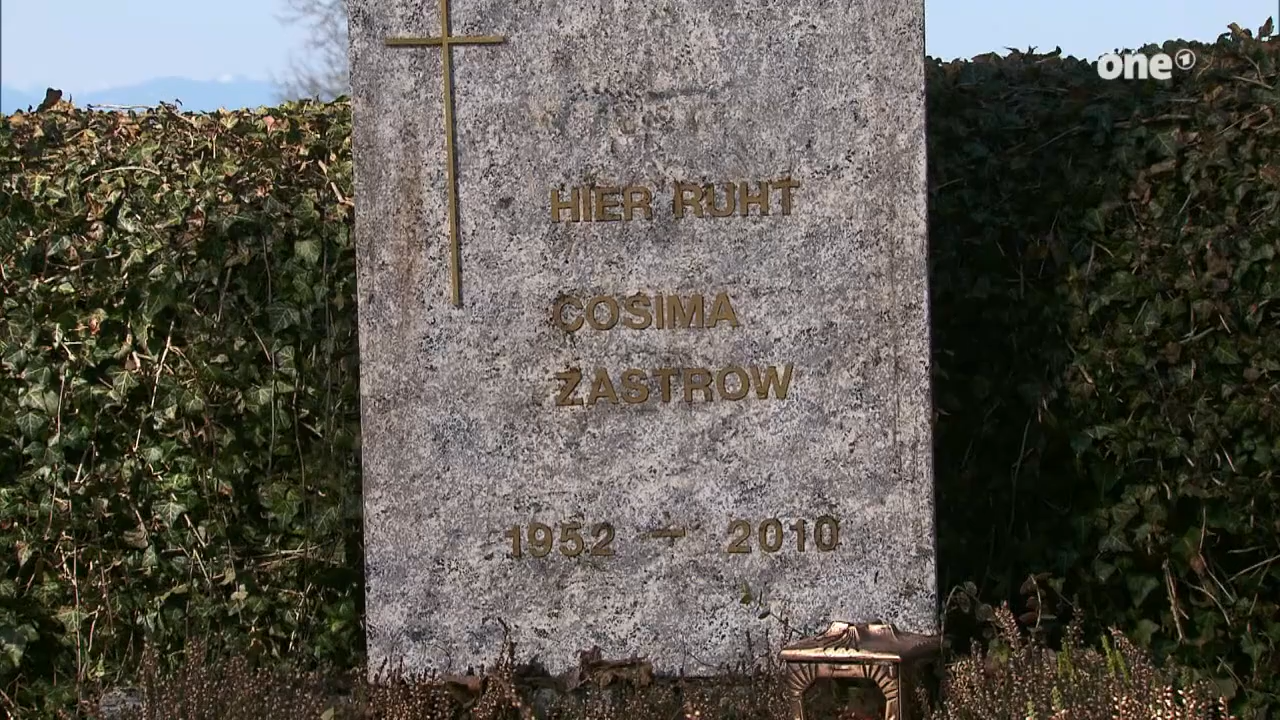 one
HIER RUHT
COSIMA
ZASTROW
1952 – 2010